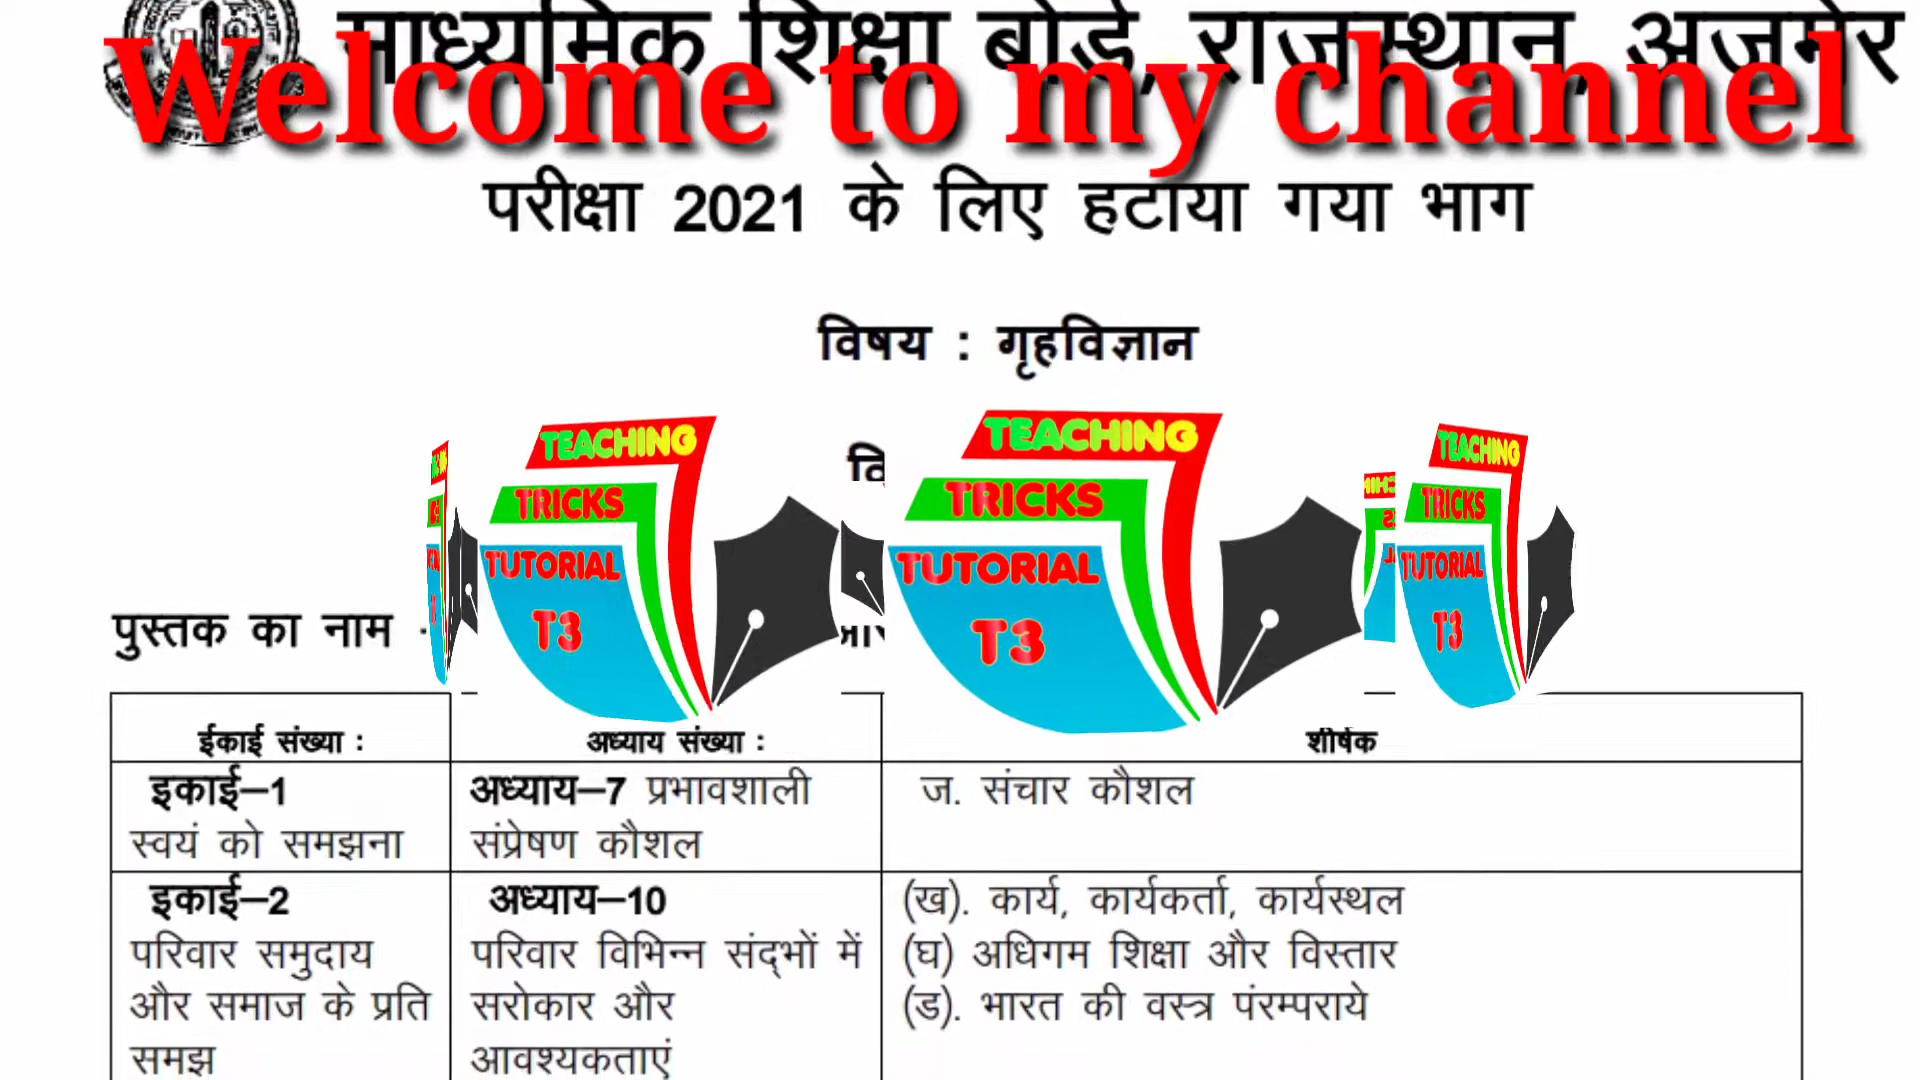 माध्यमिक शिक्षा बोर्ड, राजस्थान, अजमेर
Welcome to my channel
परीक्षा 2021 के लिए हटाया गया भाग
विषय : गृहविज्ञान
TEACHING
TRICKS
TUTORIAL
T3
TEACHING
TRICKS
TUTORIAL
T3
TEACHING
TRICKS
TUTORIAL
T3
पुस्तक का नाम -
ईकाई संख्या : अध्याय संख्या : शीर्षक
इकाई–1 अध्याय–7 प्रभावशाली ज. संचार कौशल
स्वयं को समझना संप्रेषण कौशल
इकाई–2 अध्याय–10 (ख). कार्य, कार्यकर्ता, कार्यस्थल
परिवार समुदाय परिवार विभिन्न संद्भों में (घ) अधिगम शिक्षा और विस्तार
और समाज के प्रति सरोकार और (ड). भारत की वस्त्र पंरम्पराये
समझ आवश्यकताएं